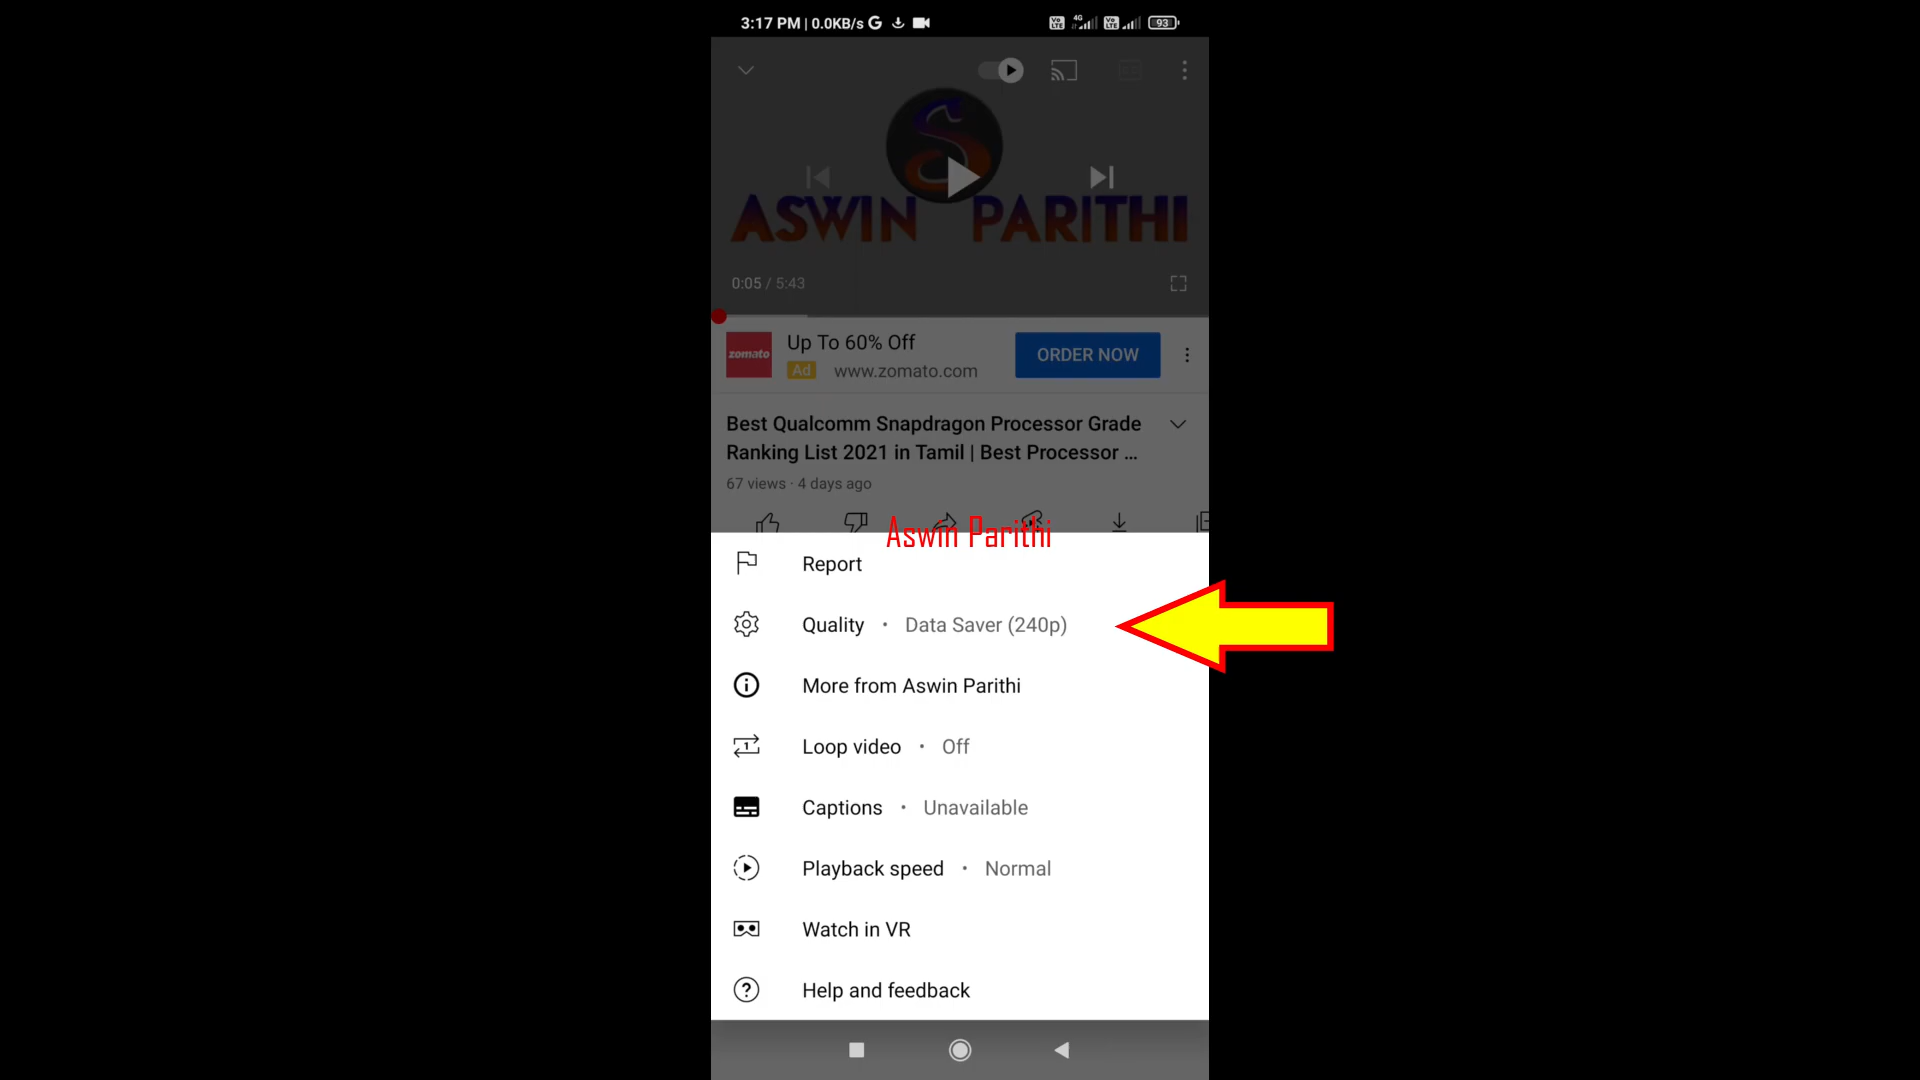 3:17 PM | 0.0KB/s
4G
93
ASWIN PARITHI
0:05 / 5:43
zomato
Up To 60% Off
Ad www.zomato.com
ORDER NOW
Best Qualcomm Snapdragon Processor Grade
Ranking List 2021 in Tamil | Best Processor ...
67 views · 4 days ago
Aswin Parithi
Report
Quality · Data Saver (240p)
More from Aswin Parithi
Loop video · Off
Captions · Unavailable
Playback speed · Normal
Watch in VR
Help and feedback